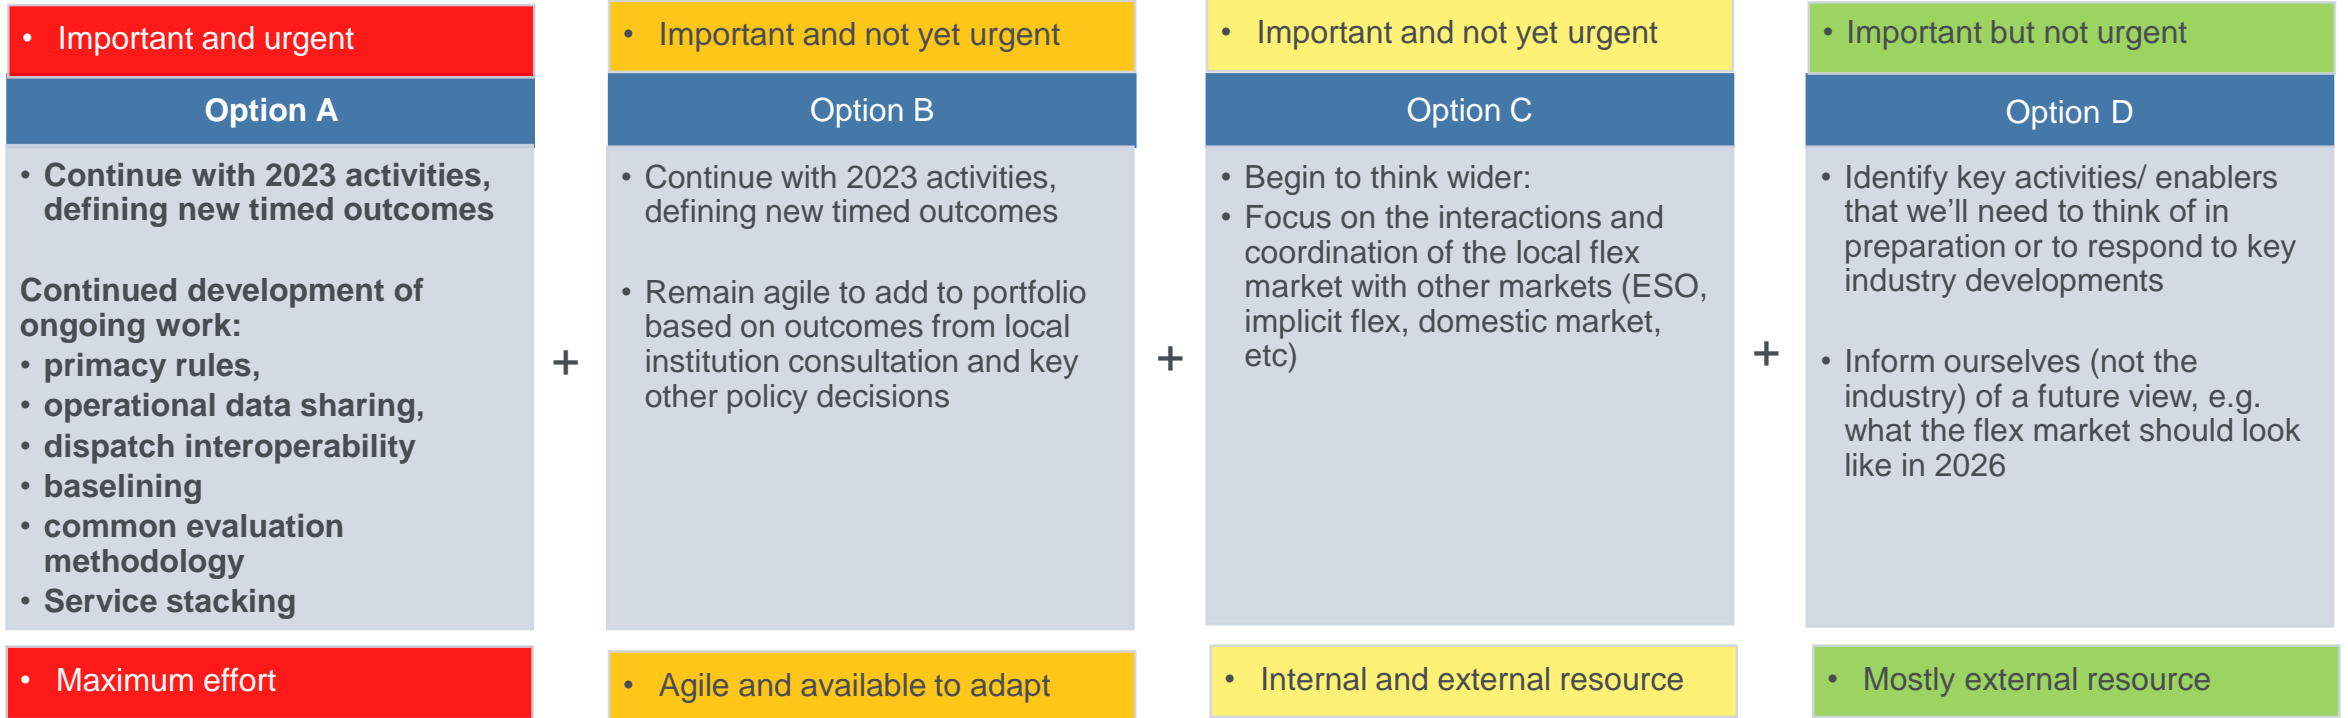 • Important and urgent
Option A
• Continue with 2023 activities,
defining new timed outcomes
Continued development of
ongoing work:
• primacy rules,
• operational data sharing,
• dispatch interoperability
• baselining
• common evaluation
methodology
• Service stacking
• Maximum effort
+
• Important and not yet urgent
Option B
• Continue with 2023 activities,
defining new timed outcomes
• Remain agile to add to portfolio
based on outcomes from local
institution consultation and key
other policy decisions
• Agile and available to adapt
+
• Important and not yet urgent
Option C
• Begin to think wider:
• Focus on the interactions and
coordination of the local flex
market with other markets (ESO,
implicit flex, domestic market,
etc)
• Internal and external resource
+
• Important but not urgent
Option D
• Identify key activities/ enablers
that we’ll need to think of in
preparation or to respond to key
industry developments
• Inform ourselves (not the
industry) of a future view, e.g.
what the flex market should look
like in 2026
• Mostly external resource